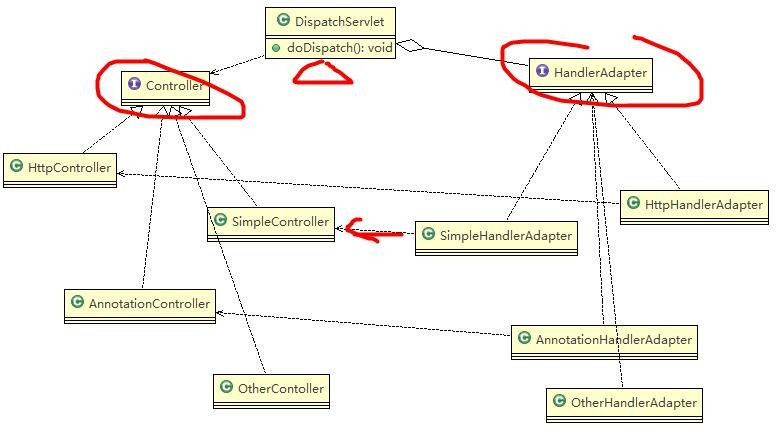 C DispatchServlet
doDispatch(): void
I Controller
I HandlerAdapter
C HttpController
C HttpHandlerAdapter
C SimpleController
C SimpleHandlerAdapter
C AnnotationController
C AnnotationHandlerAdapter
C OtherContoller
C OtherHandlerAdapter